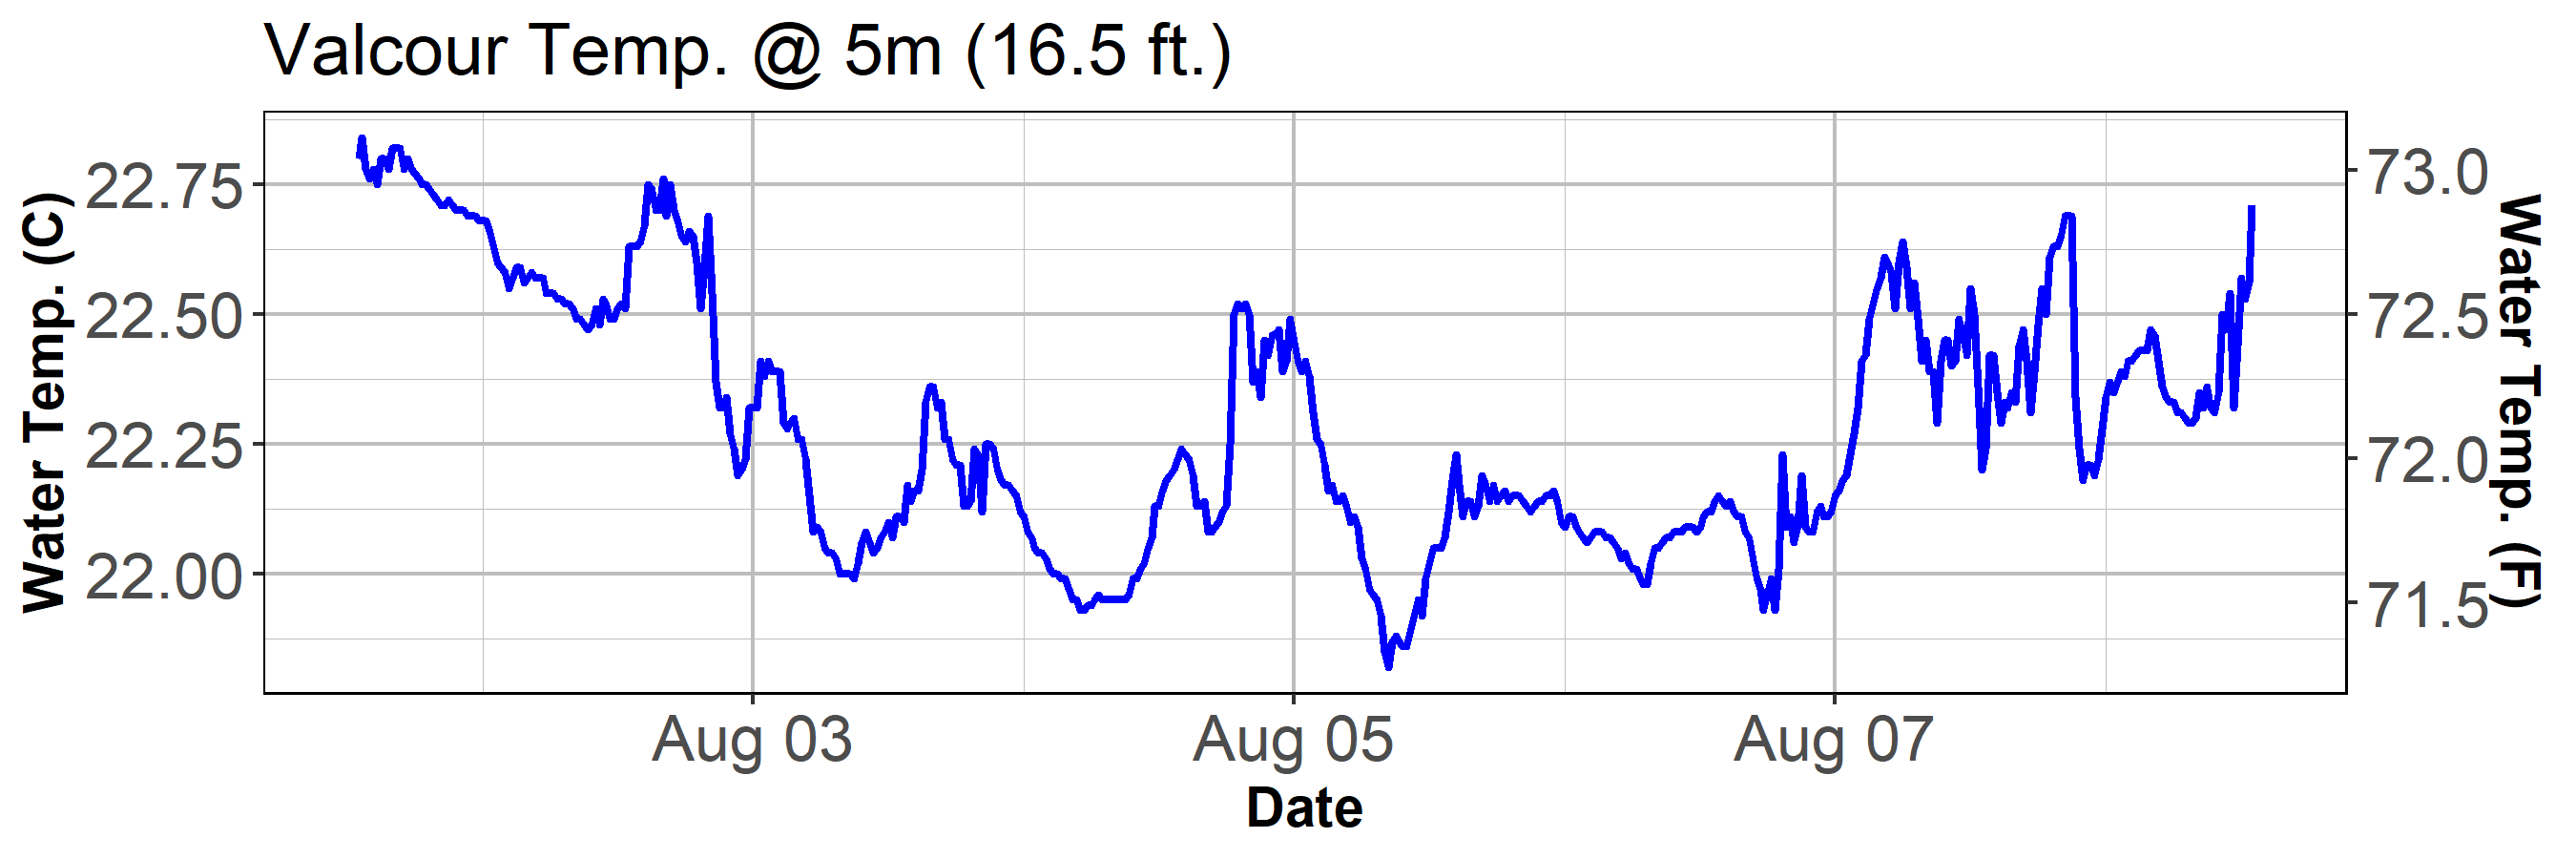 Valcour Temp. @ 5m (16.5 ft.)
Water Temp. (C)
22.75
22.50
22.25
22.00
73.0
72.5
72.0
71.5
Water Temp. (F)
Aug 03
Aug 05
Aug 07
Date